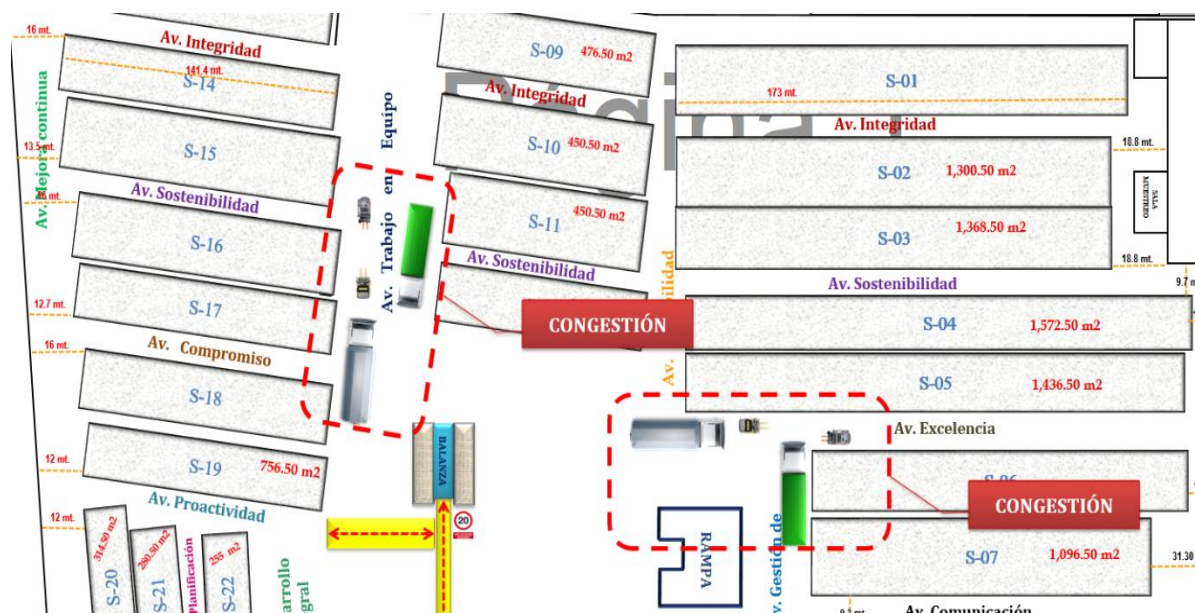 16 mt.
Av. Integridad
141.4 mt.
S-14
Av. Mejora continua
13.5 mt.
S-15
Av. Sostenibilidad
S-16
S-17
12.7 mt.
16 mt.
Av. Compromiso
S-18
12 mt.
S-19
756.50 m2
Av. Proactividad
12 mt.
314.50 m2
S-20
280.50 m2
S-21
Planificación
255 m2
S-22
Av. Trabajo en Equipo
S-09
476.50 m2
Av. Integridad
S-10
450.50 m2
S-11
450.50 m2
Av. Sostenibilidad
CONGESTIÓN
BALANZA
20
Página
S-01
173 mt.
Av. Integridad
18.8 mt.
S-02
1,300.50 m2
SALA
MUESTREO
S-03
1,368.50 m2
18.8 mt.
Av. Sostenibilidad
S-04
1,572.50 m2
S-05
1,436.50 m2
Av. Excelencia
CONGESTIÓN
RAMPA
Av. Gestión de
S-07
1,096.50 m2
31.30
Av. Comunicación